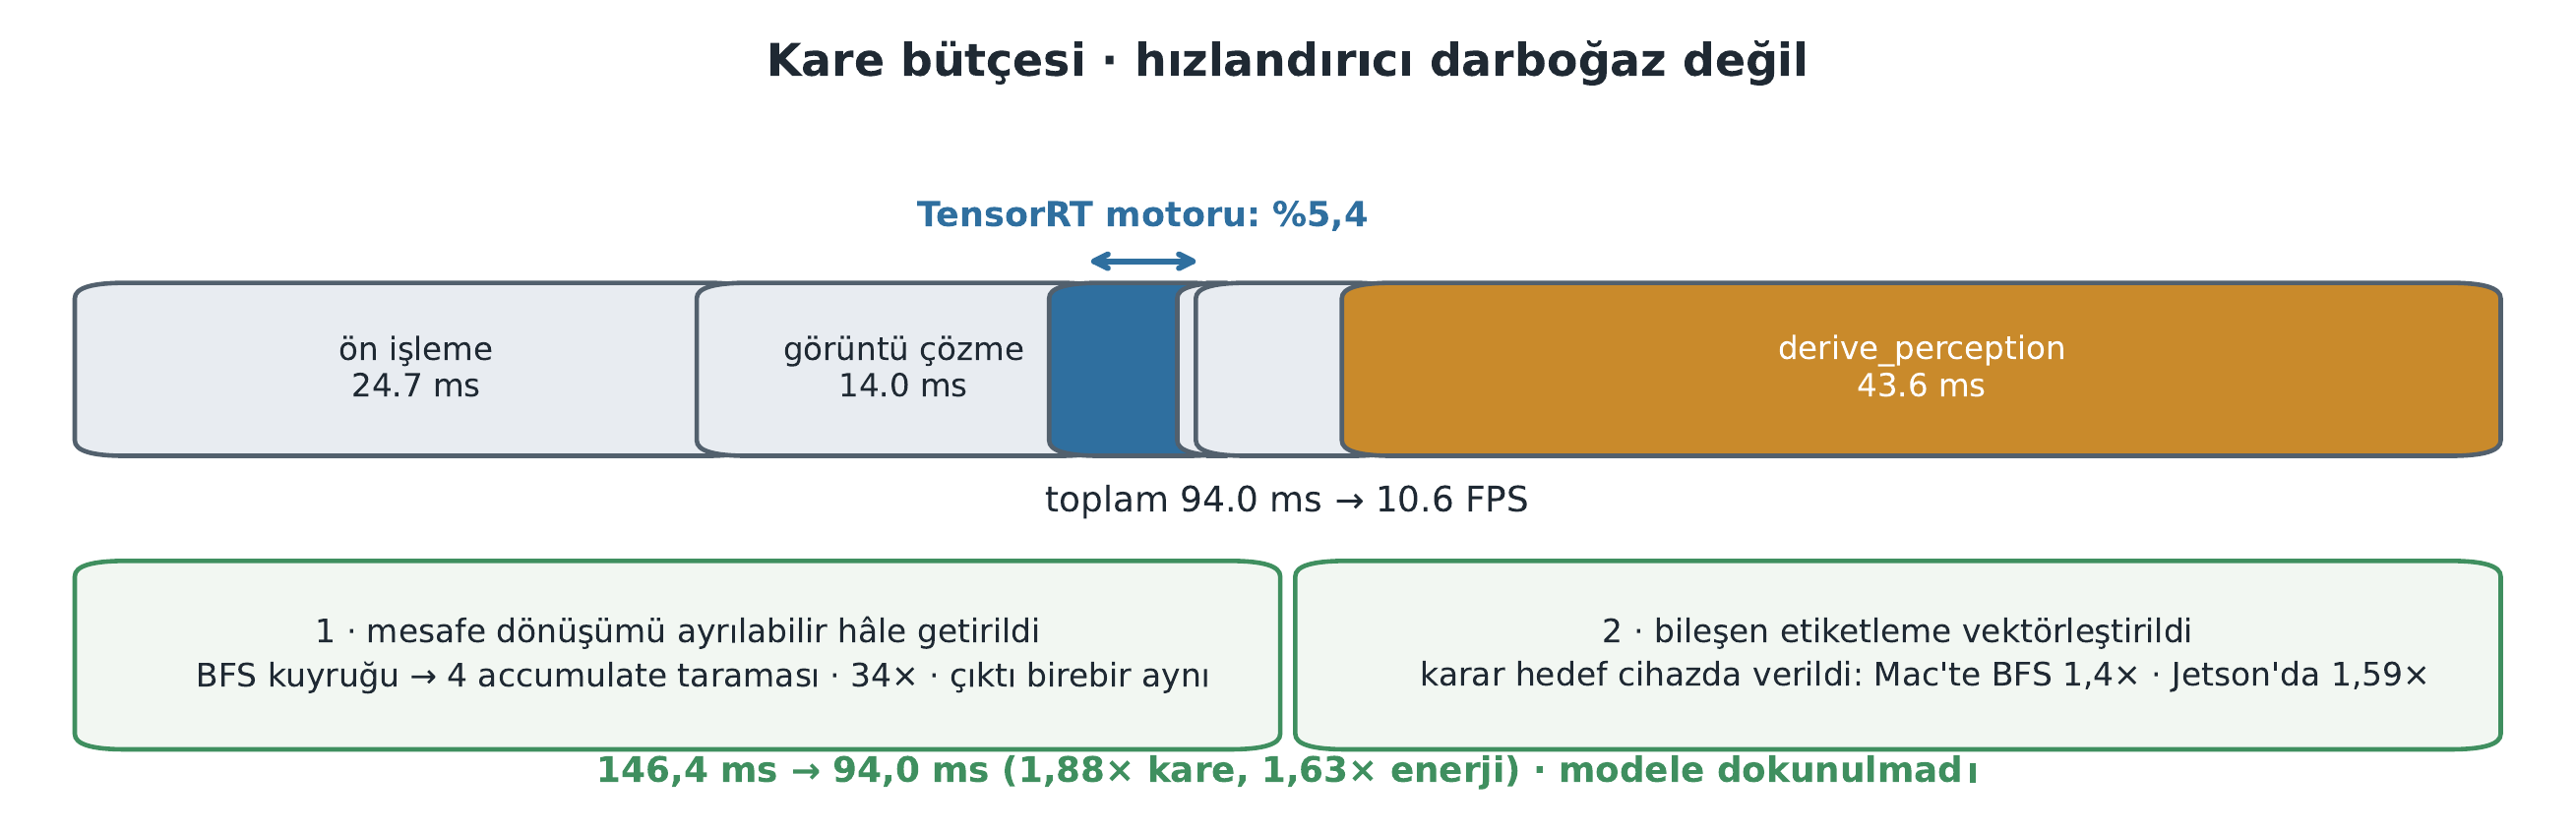 Kare bütçesi · hızlandırıcı darboğaz değil
TensorRT motoru: %5,4
ön işleme
24.7 ms
görüntü çözme
14.0 ms
derive_perception
43.6 ms
toplam 94.0 ms → 10.6 FPS
1 · mesafe dönüşümü ayrılabilir hâle getirildi
BFS kuyruğu → 4 accumulate taraması · 34× · çıktı birebir aynı
2 · bileşen etiketleme vektörleştirildi
karar hedef cihazda verildi: Mac'te BFS 1,4× · Jetson'da 1,59×
146,4 ms → 94,0 ms (1,88× kare, 1,63× enerji) · modele dokunulmadı